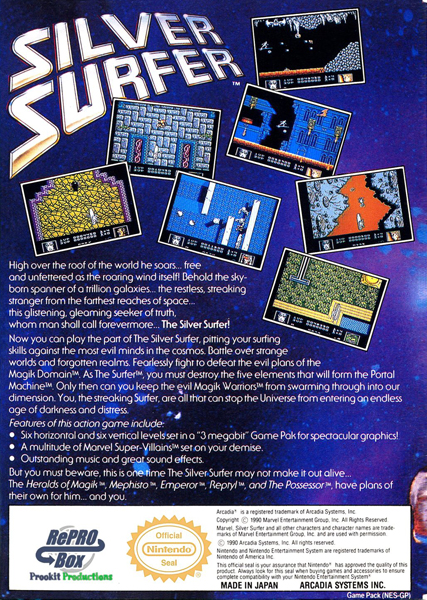 SILVER
SURFER™
High over the roof of the world he soars... free
and unfettered as the roaring wind itself! Behold the sky-
born spanner of a trillion galaxies... the restless, streaking
stranger from the farthest reaches of space...
this glistening, gleaming seeker of truth,
whom man shall call forevermore... The Silver Surfer!
Now you can play the part of The Silver Surfer, pitting your surfing
skills against the most evil minds in the cosmos. Battle over strange
worlds and forgotten realms. Fearlessly fight to defeat the evil plans of the
Magik Domain™. As The Surfer™, you must destroy the five elements that will form the Portal
Machine™. Only then can you keep the evil Magik Warriors™ from swarming through into our
dimension. You, the streaking Surfer, are all that can stop the Universe from entering an endless
age of darkness and distress.
Features of this action game include:
● Six horizontal and six vertical levels set in a "3 megabit" Game Pak for spectacular graphics!
● A multitude of Marvel Super-Villains™ set on your demise.
● Outstanding music and great sound effects.
But you must beware, this is one time The Silver Surfer may not make it out alive...
The Heralds of Magik™, Mephisto™, Emperor™, Reptyl™, and The Possessor™, have plans of
their own for him... and you.
RePRO
Box
Prookit Productions
Official
Nintendo
Seal
Arcadia® is a registered trademark of Arcadia Systems, Inc.
Copyright © 1990 Marvel Entertainment Group, Inc. All Rights Reserved
Marvel, Silver Surfer and all other characters and character names are trade-
marks of Marvel Entertainment Group, Inc. and are used with permission.
© 1990 Arcadia Systems, Inc. All rights reserved.
Nintendo and Nintendo Entertainment System are registered trademarks of
Nintendo of America Inc.
This official seal is your assurance that Nintendo® has approved the quality of this
product. Always look for this seal when buying games and accessories to ensure
complete compatibility with your Nintendo Entertainment System®.
MADE IN JAPAN ARCADIA SYSTEMS INC.
Game Pack (NES-GP)